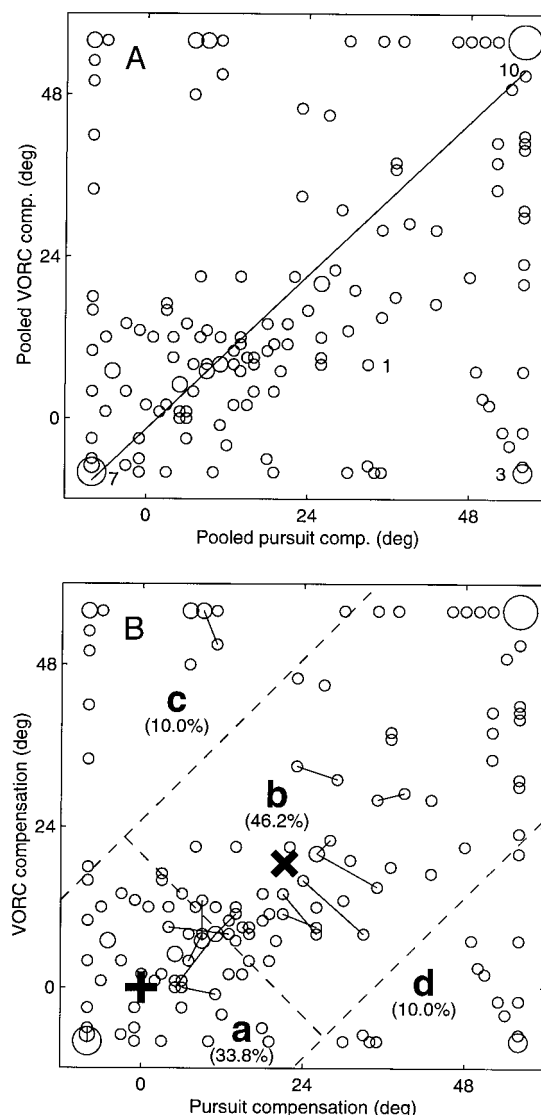 A
10
48
Pooled VORC comp. (deg)
24
1
0
7
3
0
24
48
Pooled pursuit comp. (deg)
B
48
c
(10.0%)
b
(46.2%)
VORC compensation (deg)
24
0
d
(10.0%)
a
(33.8%)
0
24
48
Pursuit compensation (deg)